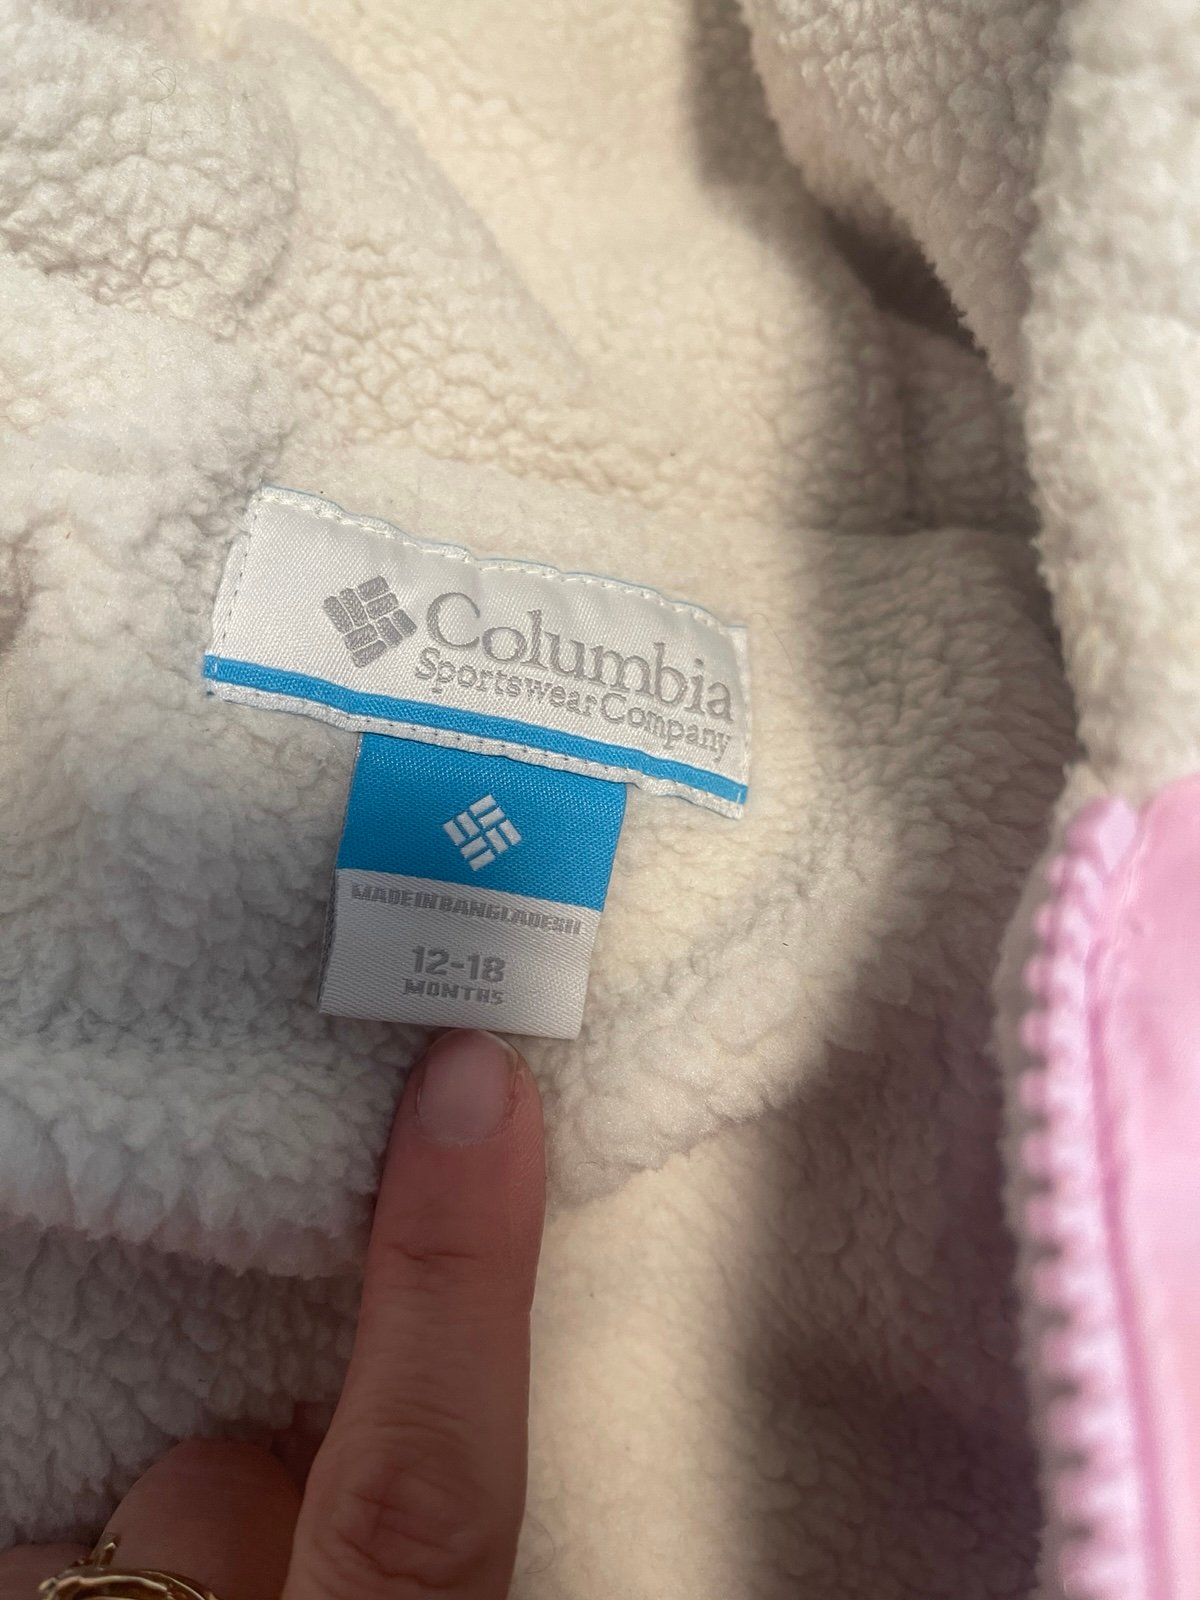 Columbia
Sportswear Company
MADE IN BANGLADESH
12-18
MONTHS